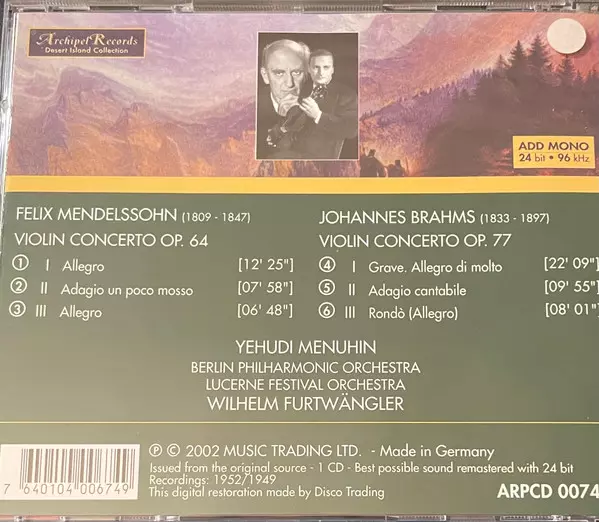 Archipel Records
Desert Island Collection
ADD MONO
24 bit • 96 kHz
FELIX MENDELSSOHN (1809 - 1847)
VIOLIN CONCERTO OP. 64
① I Allegro [12' 25"]
② II Adagio un poco mosso [07' 58"]
③ III Allegro [06' 48"]
JOHANNES BRAHMS (1833 - 1897)
VIOLIN CONCERTO OP. 77
④ I Grave. Allegro di molto [22' 09"]
⑤ II Adagio cantabile [09' 55"]
⑥ III Rondò (Allegro) [08' 01"]
YEHUDI MENUHIN
BERLIN PHILHARMONIC ORCHESTRA
LUCERNE FESTIVAL ORCHESTRA
WILHELM FURTWÄNGLER
℗ © 2002 MUSIC TRADING LTD. - Made in Germany
Issued from the original source - 1 CD - Best possible sound remastered with 24 bit
Recordings: 1952/1949
This digital restoration made by Disco Trading
7 640104 006749
ARPCD 0074